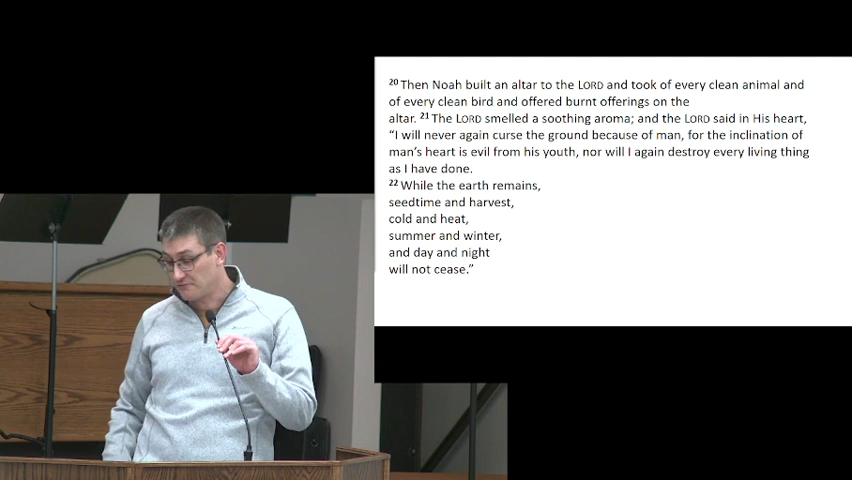 20 Then Noah built an altar to the LORD and took of every clean animal and
of every clean bird and offered burnt offerings on the
altar. 21 The LORD smelled a soothing aroma; and the LORD said in His heart,
“I will never again curse the ground because of man, for the inclination of
man’s heart is evil from his youth, nor will I again destroy every living thing
as I have done.
22 While the earth remains,
seedtime and harvest,
cold and heat,
summer and winter,
and day and night
will not cease.”